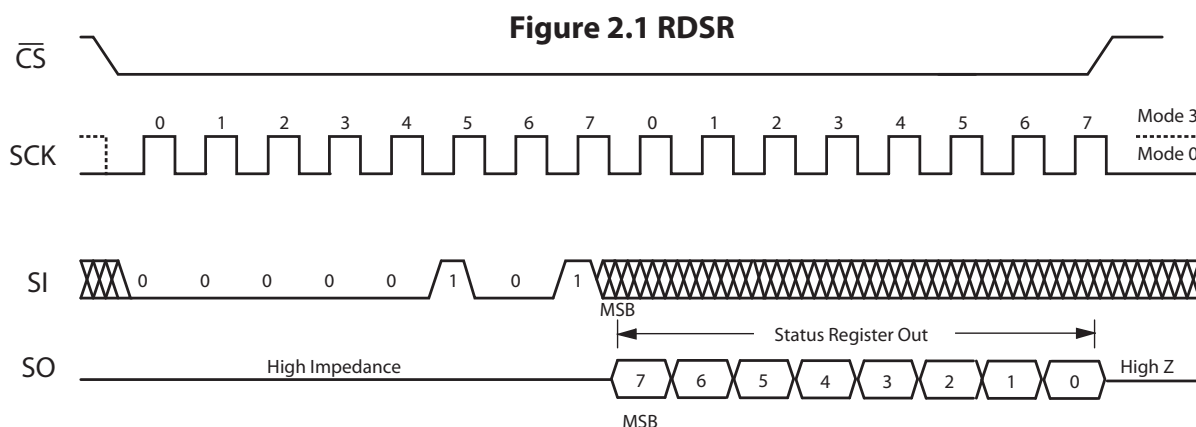 Figure 2.1 RDSR
CS
0 1 2 3 4 5 6 7 0 1 2 3 4 5 6 7
Mode 3
SCK
Mode 0
SI
0 0 0 0 0 1 0 1
MSB
Status Register Out
SO
High Impedance
7 6 5 4 3 2 1 0
High Z
MSB